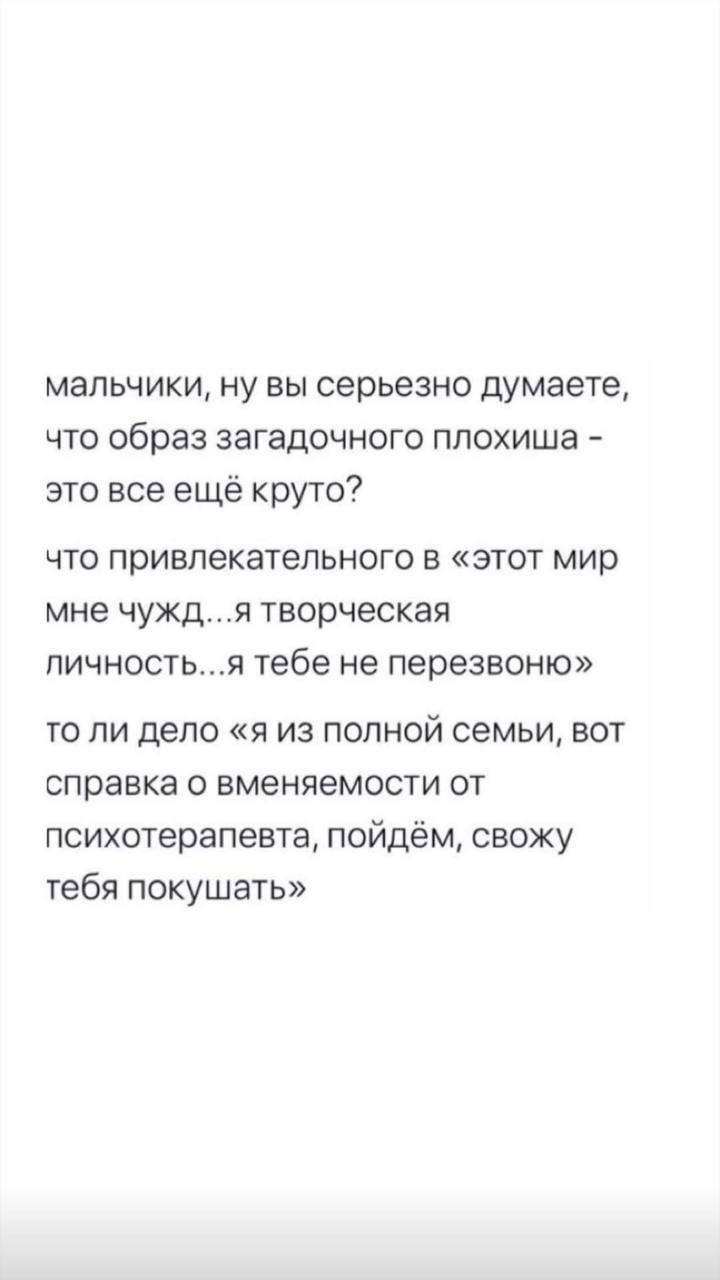 мальчики, ну вы серьезно думаете,
что образ загадочного плохиша -
это все ещё круто?
что привлекательного в «этот мир
мне чужд...я творческая
личность...я тебе не перезвоню»
то ли дело «я из полной семьи, вот
справка о вменяемости от
психотерапевта, пойдём, свожу
тебя покушать»